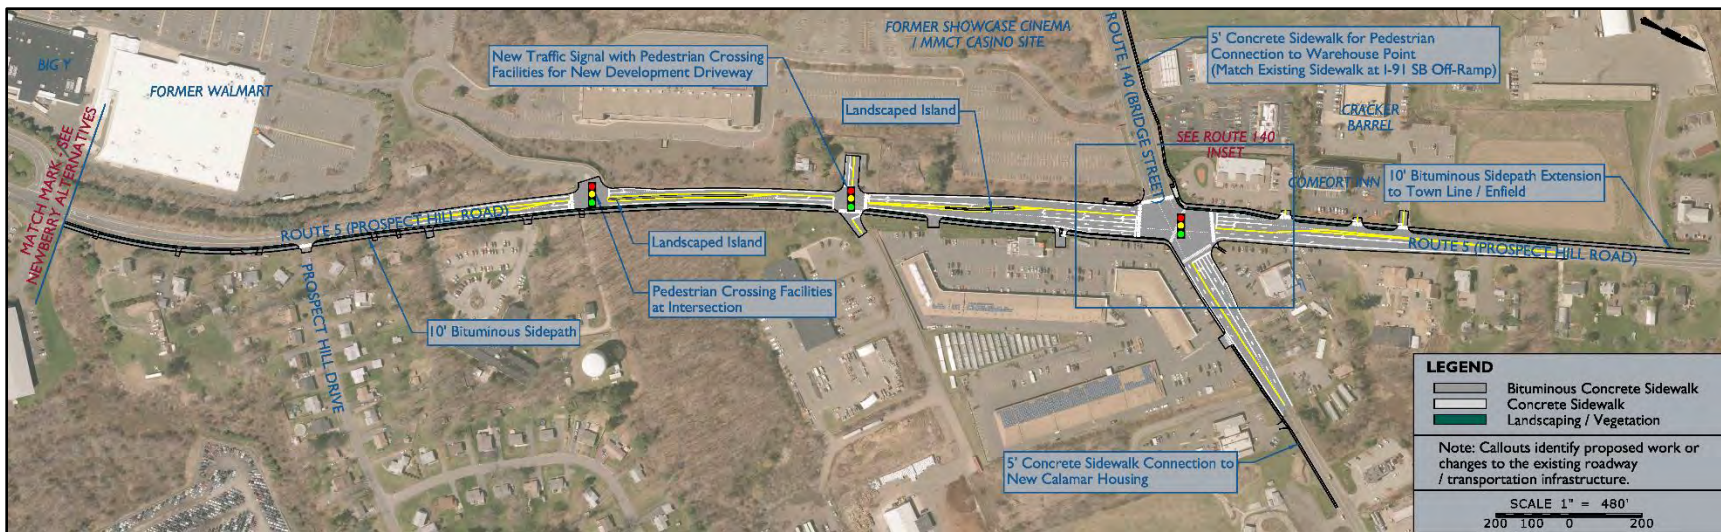 BIG Y
FORMER WALMART
MATCH MARK - SEE
NEWBERRY ALTERNATIVES
New Traffic Signal with Pedestrian Crossing
Facilities for New Development Driveway
FORMER SHOWCASE CINEMA
/ MMCT CASINO SITE
Landscaped Island
ROUTE 140 (BRIDGE STREET)
5' Concrete Sidewalk for Pedestrian
Connection to Warehouse Point
(Match Existing Sidewalk at I-91 SB Off-Ramp)
CRACKER
BARREL
SEE ROUTE 140
INSET
COMFORT INN
10' Bituminous Sidepath Extension
to Town Line / Enfield
ROUTE 5 (PROSPECT HILL ROAD)
ROUTE 5 (PROSPECT HILL ROAD)
Landscaped Island
Pedestrian Crossing Facilities
at Intersection
10' Bituminous Sidepath
PROSPECT HILL DRIVE
5' Concrete Sidewalk Connection to
New Calamar Housing
LEGEND
Bituminous Concrete Sidewalk
Concrete Sidewalk
Landscaping / Vegetation
Note: Callouts identify proposed work or
changes to the existing roadway
/ transportation infrastructure.
SCALE 1" = 480'
200 100 0 200